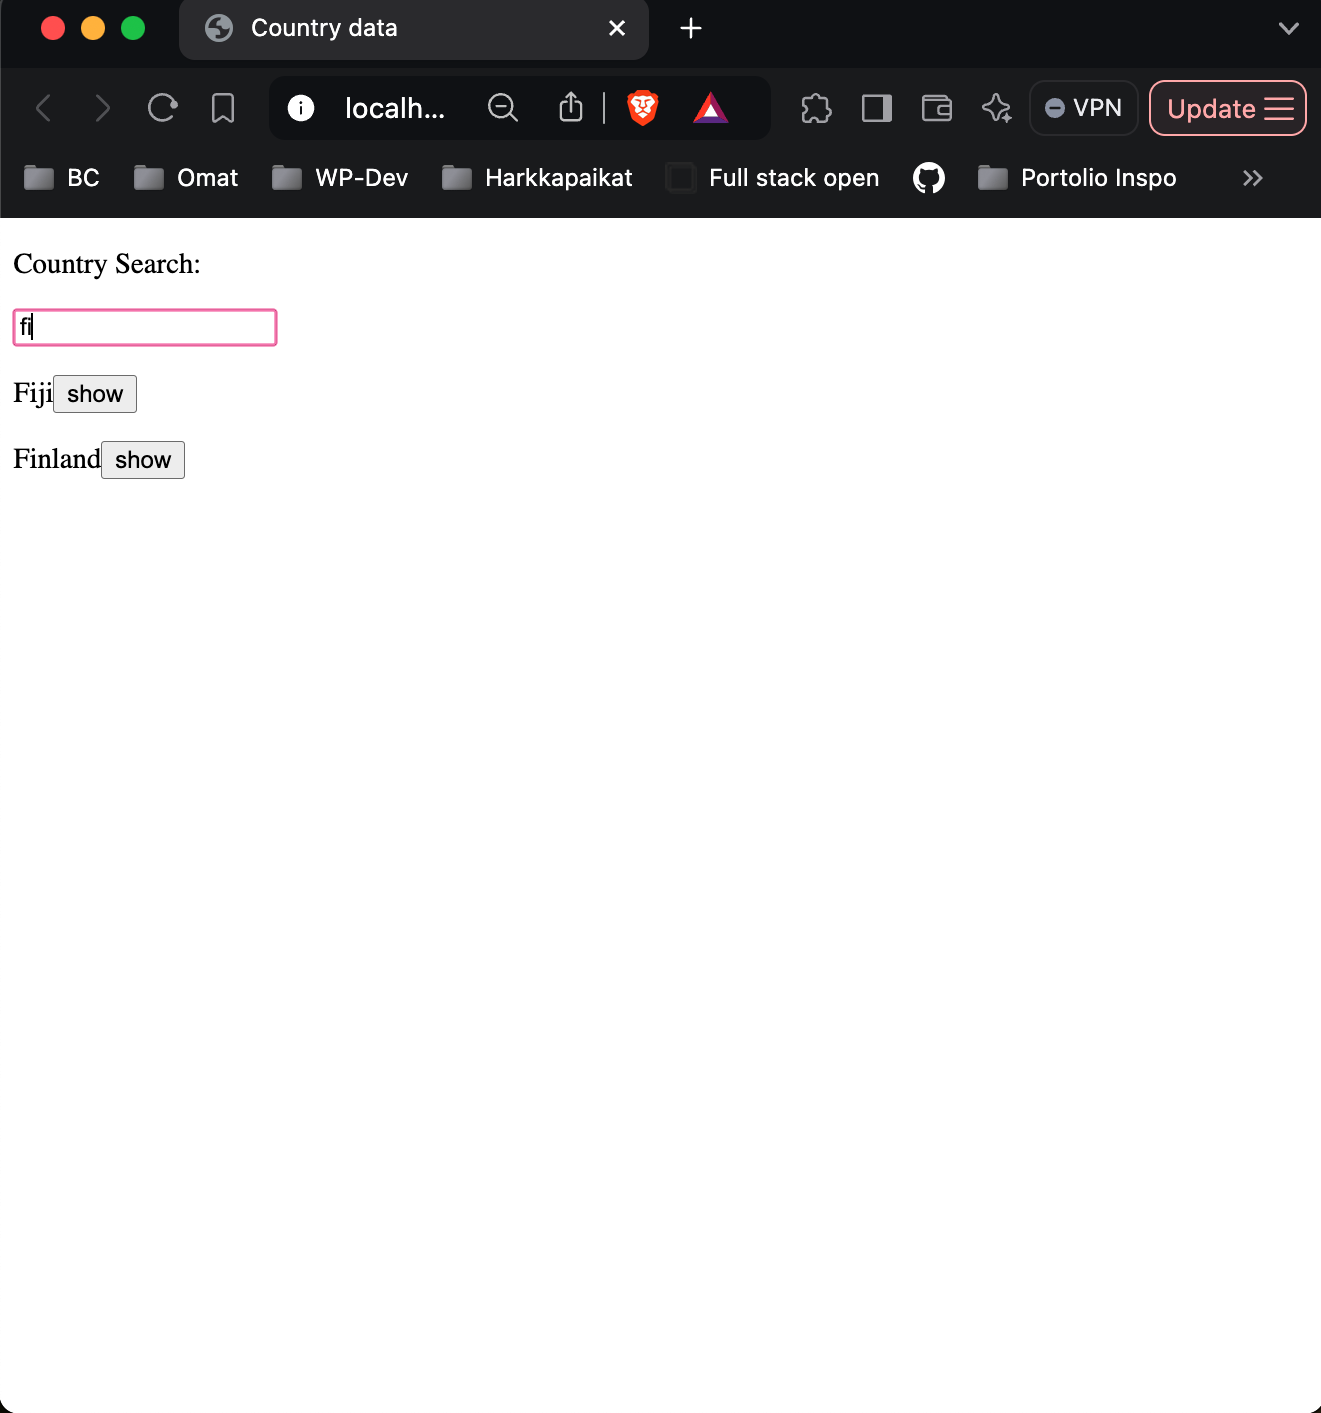 Country data
localh...
VPN
Update
BC
Omat
WP-Dev
Harkkapaikat
Full stack open
Portolio Inspo
Country Search:
fi
Fiji show
Finland show